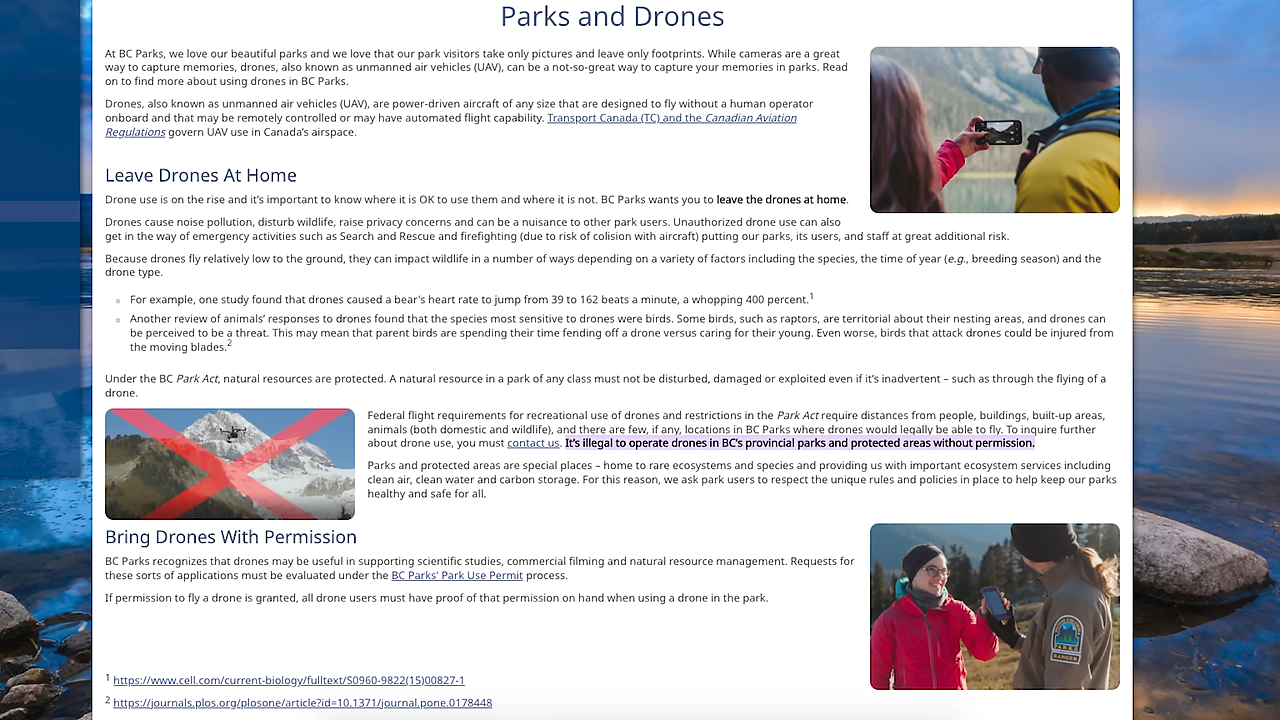 Parks and Drones
At BC Parks, we love our beautiful parks and we love that our park visitors take only pictures and leave only footprints. While cameras are a great
way to capture memories, drones, also known as unmanned air vehicles (UAV), can be a not-so-great way to capture your memories in parks. Read
on to find more about using drones in BC Parks.
Drones, also known as unmanned air vehicles (UAV), are power-driven aircraft of any size that are designed to fly without a human operator
onboard and that may be remotely controlled or may have automated flight capability. Transport Canada (TC) and the Canadian Aviation
Regulations govern UAV use in Canada's airspace.
Leave Drones At Home
Drone use is on the rise and it's important to know where it is OK to use them and where it is not. BC Parks wants you to leave the drones at home.
Drones cause noise pollution, disturb wildlife, raise privacy concerns and can be a nuisance to other park users. Unauthorized drone use can also
get in the way of emergency activities such as Search and Rescue and firefighting (due to risk of colision with aircraft) putting our parks, its users, and staff at great additional risk.
Because drones fly relatively low to the ground, they can impact wildlife in a number of ways depending on a variety of factors including the species, the time of year (e.g., breeding season) and the
drone type.
For example, one study found that drones caused a bear's heart rate to jump from 39 to 162 beats a minute, a whopping 400 percent.1
Another review of animals' responses to drones found that the species most sensitive to drones were birds. Some birds, such as raptors, are territorial about their nesting areas, and drones can
be perceived to be a threat. This may mean that parent birds are spending their time fending off a drone versus caring for their young. Even worse, birds that attack drones could be injured from
the moving blades.2
Under the BC Park Act, natural resources are protected. A natural resource in a park of any class must not be disturbed, damaged or exploited even if it's inadvertent – such as through the flying of a
drone.
Federal flight requirements for recreational use of drones and restrictions in the Park Act require distances from people, buildings, built-up areas,
animals (both domestic and wildlife), and there are few, if any, locations in BC Parks where drones would legally be able to fly. To inquire further
about drone use, you must contact us. It's illegal to operate drones in BC's provincial parks and protected areas without permission.
Parks and protected areas are special places – home to rare ecosystems and species and providing us with important ecosystem services including
clean air, clean water and carbon storage. For this reason, we ask park users to respect the unique rules and policies in place to help keep our parks
healthy and safe for all.
Bring Drones With Permission
BC Parks recognizes that drones may be useful in supporting scientific studies, commercial filming and natural resource management. Requests for
these sorts of applications must be evaluated under the BC Parks' Park Use Permit process.
If permission to fly a drone is granted, all drone users must have proof of that permission on hand when using a drone in the park.
PARKS
RANGER
1 https://www.cell.com/current-biology/fulltext/S0960-9822(15)00827-1
2 https://journals.plos.org/plosone/article?id=10.1371/journal.pone.0178448